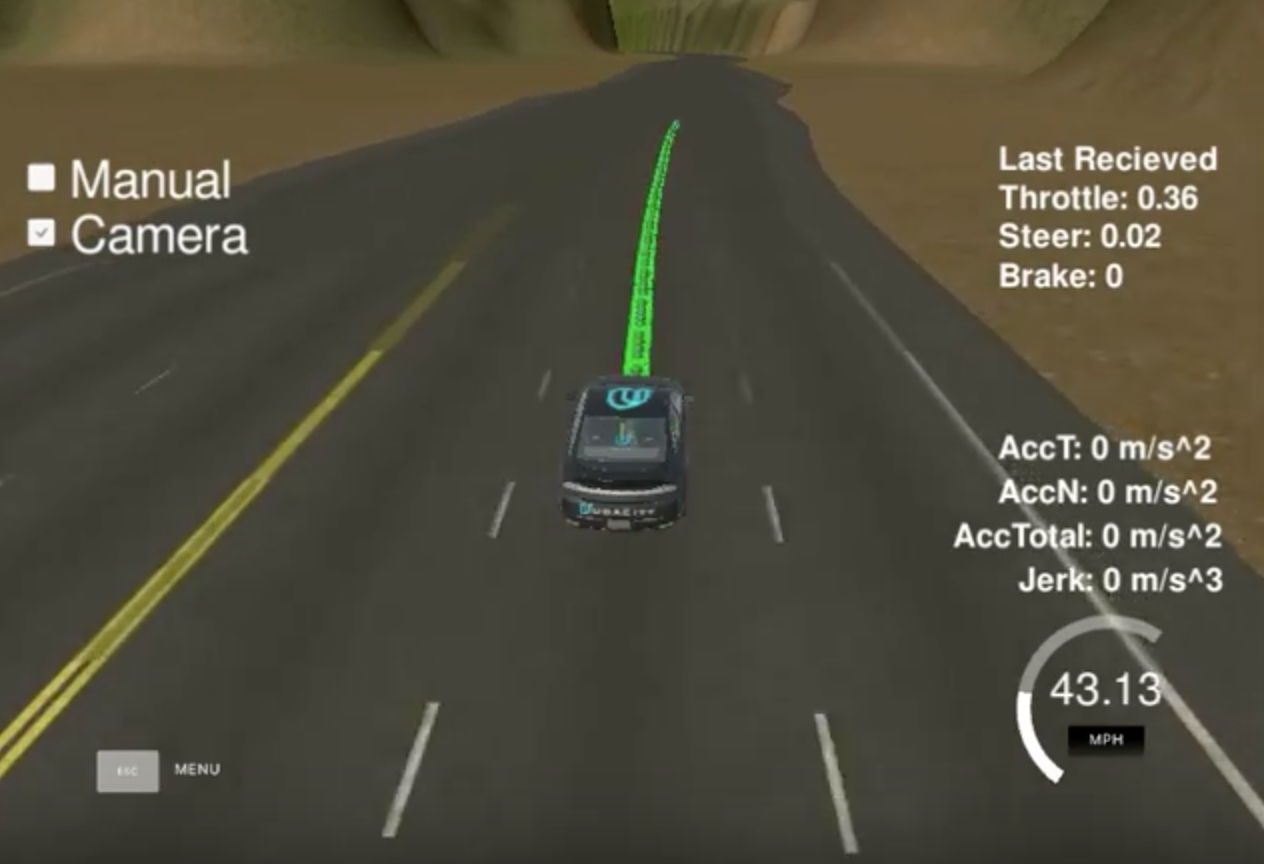 Manual
Camera
Last Recieved
Throttle: 0.36
Steer: 0.02
Brake: 0
AccT: 0 m/s^2
AccN: 0 m/s^2
AccTotal: 0 m/s^2
Jerk: 0 m/s^3
43.13
MPH
ESC
MENU
UDACITY